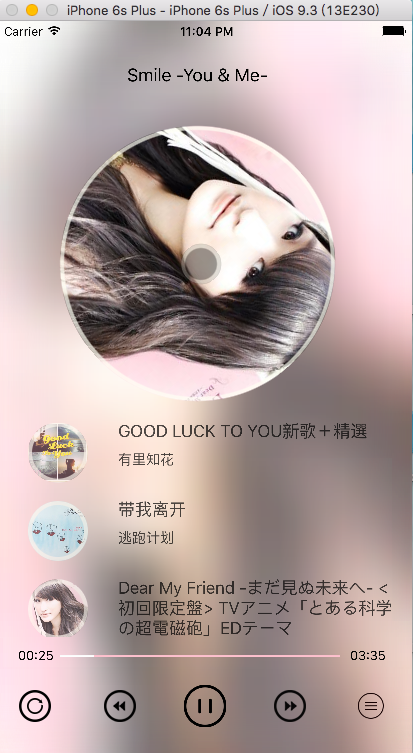 iPhone 6s Plus - iPhone 6s Plus / iOS 9.3 (13E230)
Carrier 11:04 PM
Smile -You & Me-
GOOD LUCK TO YOU新歌＋精選
有里知花
Good
Luck
To You
带我离开
逃跑计划
Dear My Friend -まだ見ぬ未来へ- <
初回限定盤> TVアニメ「とある科学
の超電磁砲」EDテーマ
00:25 03:35